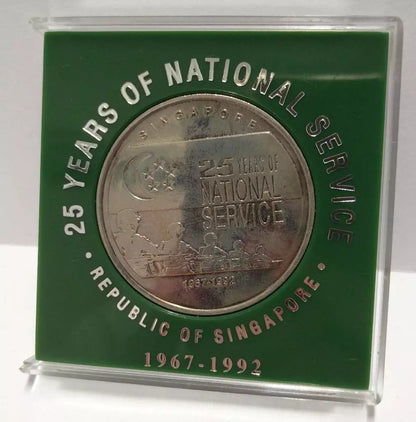 25 YEARS OF NATIONAL SERVICE
SINGAPORE
25 YEARS OF
NATIONAL
SERVICE
1967-1992
• REPUBLIC OF SINGAPORE •
1967-1992